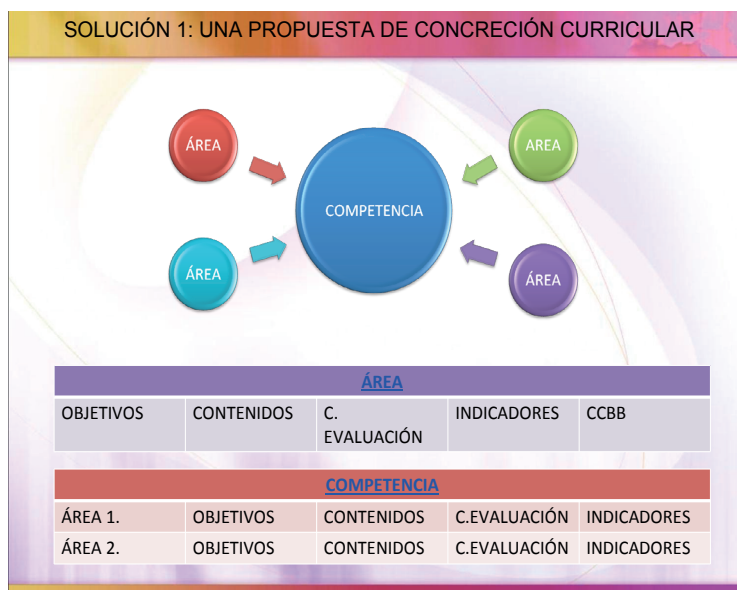 SOLUCIÓN 1: UNA PROPUESTA DE CONCRECIÓN CURRICULAR
ÁREA
AREA
COMPETENCIA
ÁREA
ÁREA
ÁREA
OBJETIVOS CONTENIDOS C. EVALUACIÓN INDICADORES CCBB
COMPETENCIA
ÁREA 1. OBJETIVOS CONTENIDOS C.EVALUACIÓN INDICADORES
ÁREA 2. OBJETIVOS CONTENIDOS C.EVALUACIÓN INDICADORES